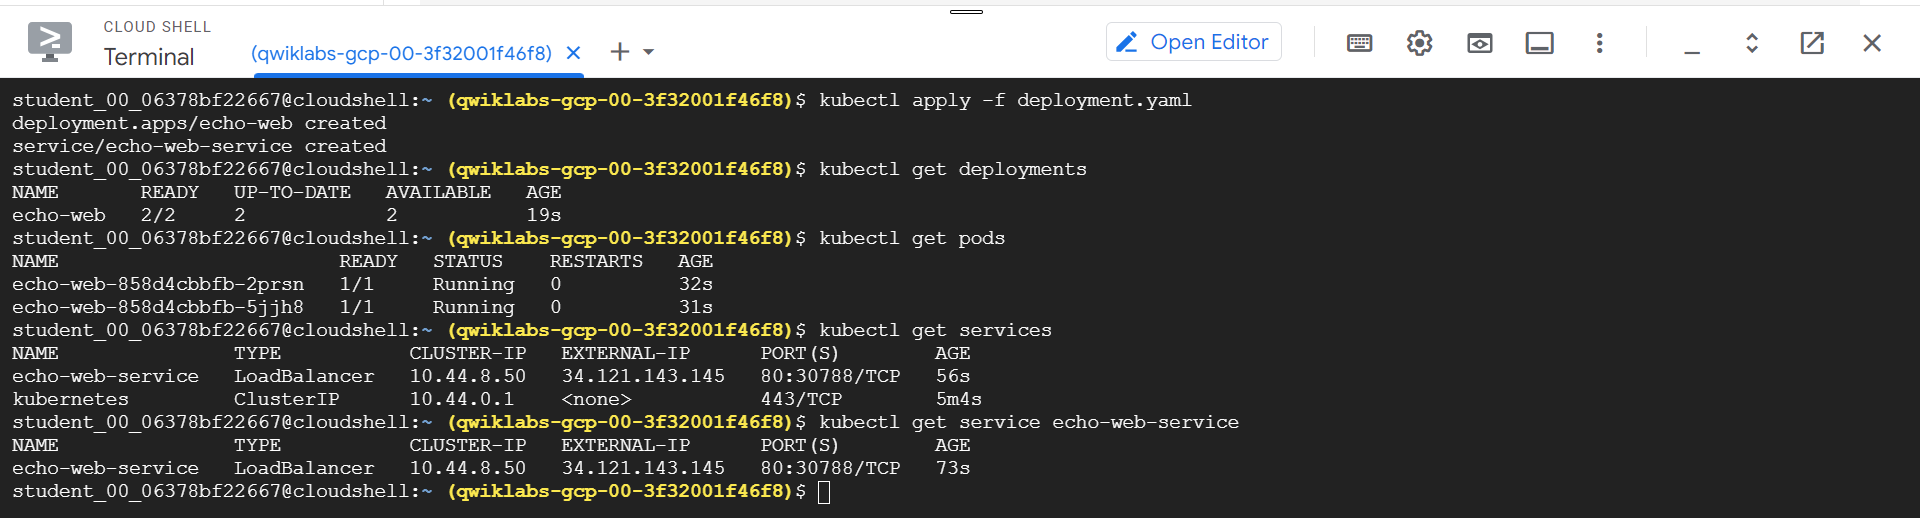 CLOUD SHELL
Terminal
(qwiklabs-gcp-00-3f32001f46f8)
Open Editor
student_00_06378bf22667@cloudshell:~ (qwiklabs-gcp-00-3f32001f46f8)$ kubectl apply -f deployment.yaml
deployment.apps/echo-web created
service/echo-web-service created
student_00_06378bf22667@cloudshell:~ (qwiklabs-gcp-00-3f32001f46f8)$ kubectl get deployments
NAME       READY   UP-TO-DATE   AVAILABLE   AGE
echo-web   2/2     2            2           19s
student_00_06378bf22667@cloudshell:~ (qwiklabs-gcp-00-3f32001f46f8)$ kubectl get pods
NAME                        READY   STATUS    RESTARTS   AGE
echo-web-858d4cbbfb-2prsn   1/1     Running   0          32s
echo-web-858d4cbbfb-5jjh8   1/1     Running   0          31s
student_00_06378bf22667@cloudshell:~ (qwiklabs-gcp-00-3f32001f46f8)$ kubectl get services
NAME               TYPE           CLUSTER-IP   EXTERNAL-IP      PORT(S)        AGE
echo-web-service   LoadBalancer   10.44.8.50   34.121.143.145   80:30788/TCP   56s
kubernetes         ClusterIP      10.44.0.1    <none>           443/TCP        5m4s
student_00_06378bf22667@cloudshell:~ (qwiklabs-gcp-00-3f32001f46f8)$ kubectl get service echo-web-service
NAME               TYPE           CLUSTER-IP   EXTERNAL-IP      PORT(S)        AGE
echo-web-service   LoadBalancer   10.44.8.50   34.121.143.145   80:30788/TCP   73s
student_00_06378bf22667@cloudshell:~ (qwiklabs-gcp-00-3f32001f46f8)$